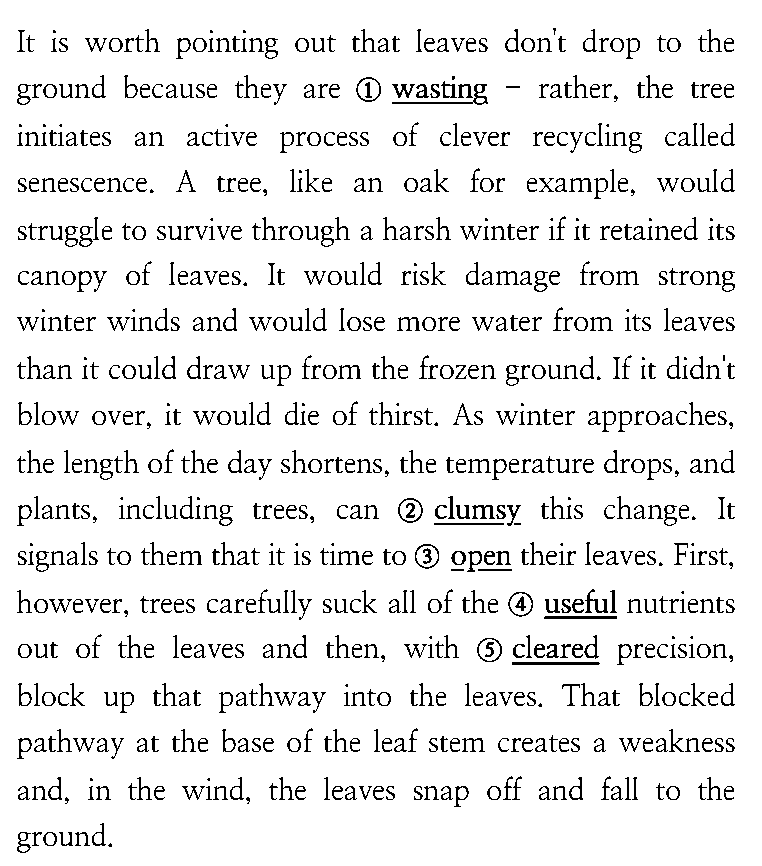 It is worth pointing out that leaves don't drop to the
ground because they are ① wasting – rather, the tree
initiates an active process of clever recycling called
senescence. A tree, like an oak for example, would
struggle to survive through a harsh winter if it retained its
canopy of leaves. It would risk damage from strong
winter winds and would lose more water from its leaves
than it could draw up from the frozen ground. If it didn't
blow over, it would die of thirst. As winter approaches,
the length of the day shortens, the temperature drops, and
plants, including trees, can ② clumsy this change. It
signals to them that it is time to ③ open their leaves. First,
however, trees carefully suck all of the ④ useful nutrients
out of the leaves and then, with ⑤ cleared precision,
block up that pathway into the leaves. That blocked
pathway at the base of the leaf stem creates a weakness
and, in the wind, the leaves snap off and fall to the
ground.